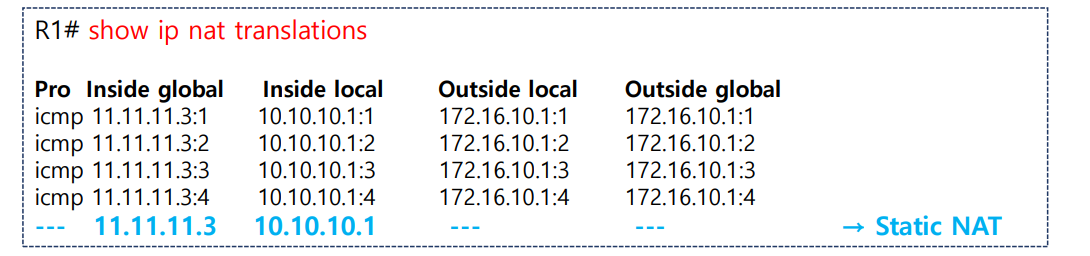 R1# show ip nat translations
Pro Inside global Inside local Outside local Outside global
icmp 11.11.11.3:1 10.10.10.1:1 172.16.10.1:1 172.16.10.1:1
icmp 11.11.11.3:2 10.10.10.1:2 172.16.10.1:2 172.16.10.1:2
icmp 11.11.11.3:3 10.10.10.1:3 172.16.10.1:3 172.16.10.1:3
icmp 11.11.11.3:4 10.10.10.1:4 172.16.10.1:4 172.16.10.1:4
--- 11.11.11.3 10.10.10.1 --- --- → Static NAT